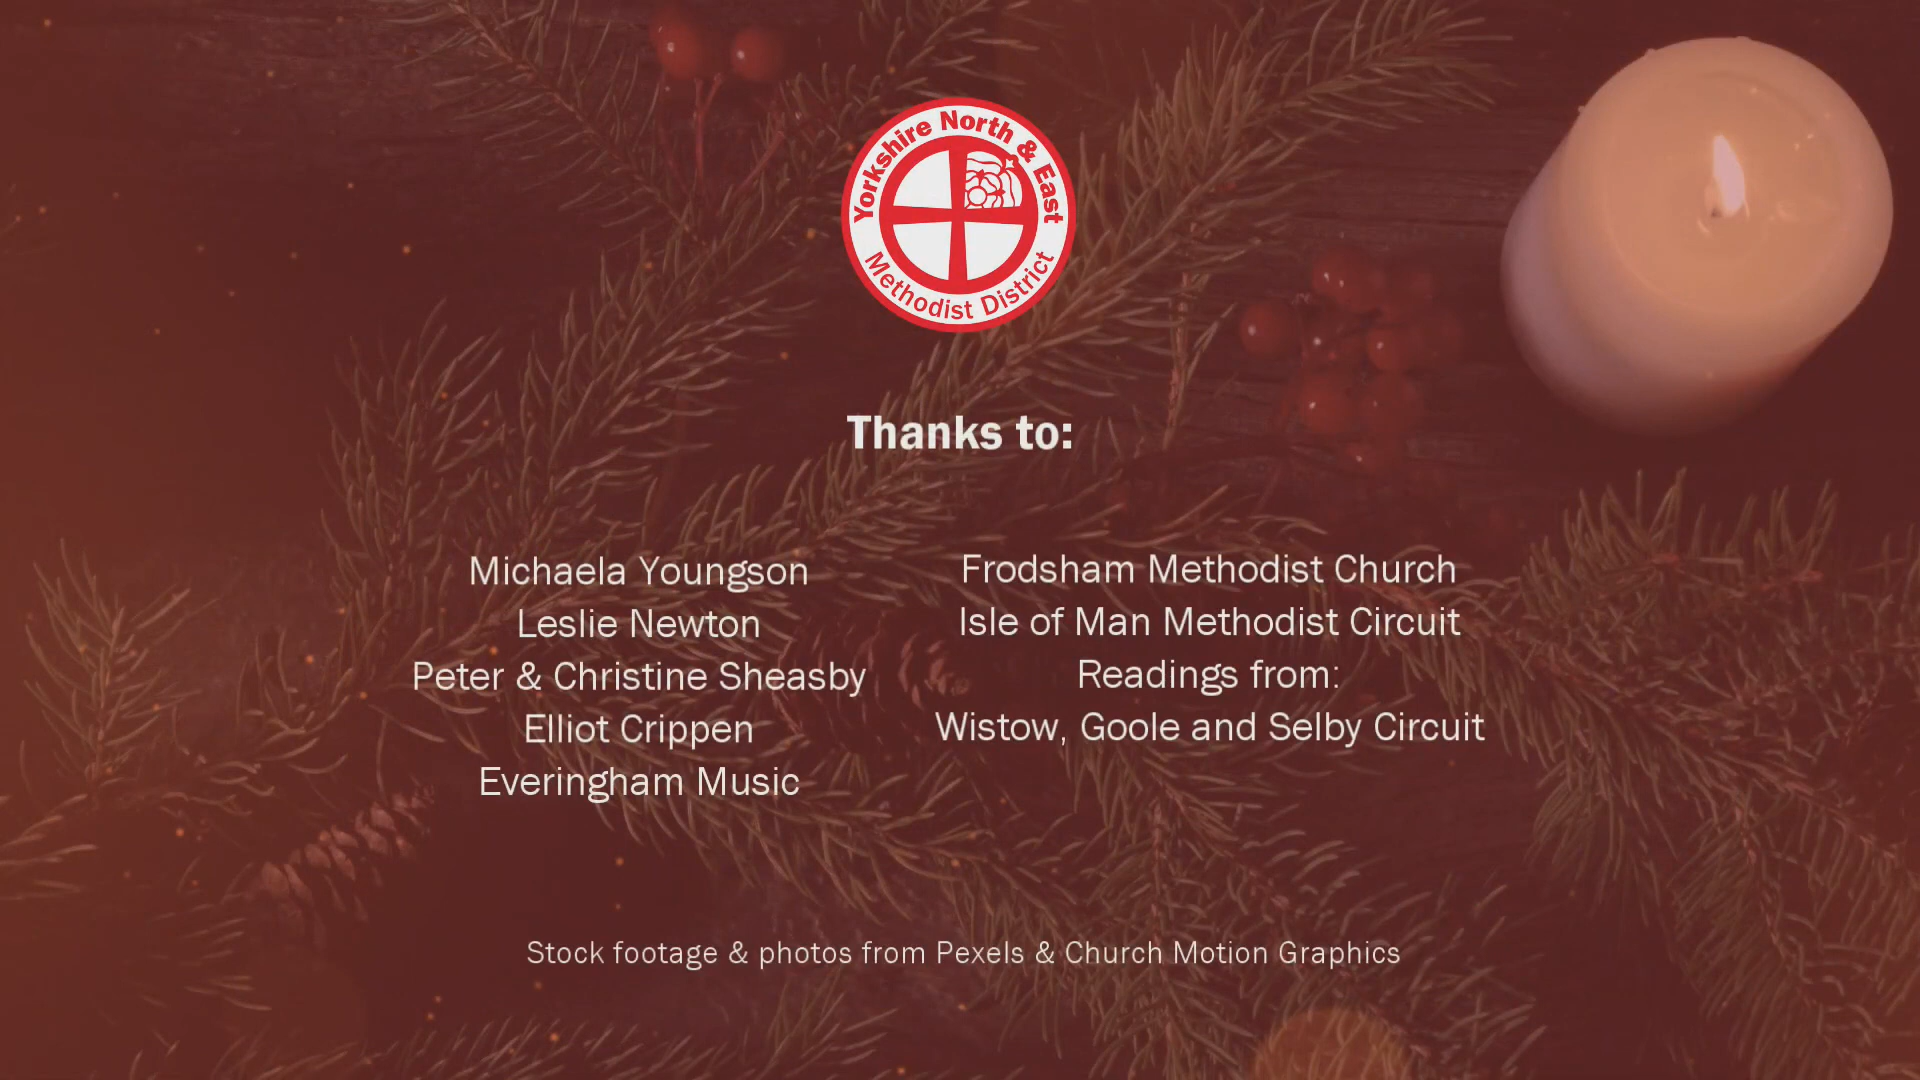 Yorkshire North & East
Methodist District
Thanks to:
Michaela Youngson
Leslie Newton
Peter & Christine Sheasby
Elliot Crippen
Everingham Music
Frodsham Methodist Church
Isle of Man Methodist Circuit
Readings from:
Wistow, Goole and Selby Circuit
Stock footage & photos from Pexels & Church Motion Graphics